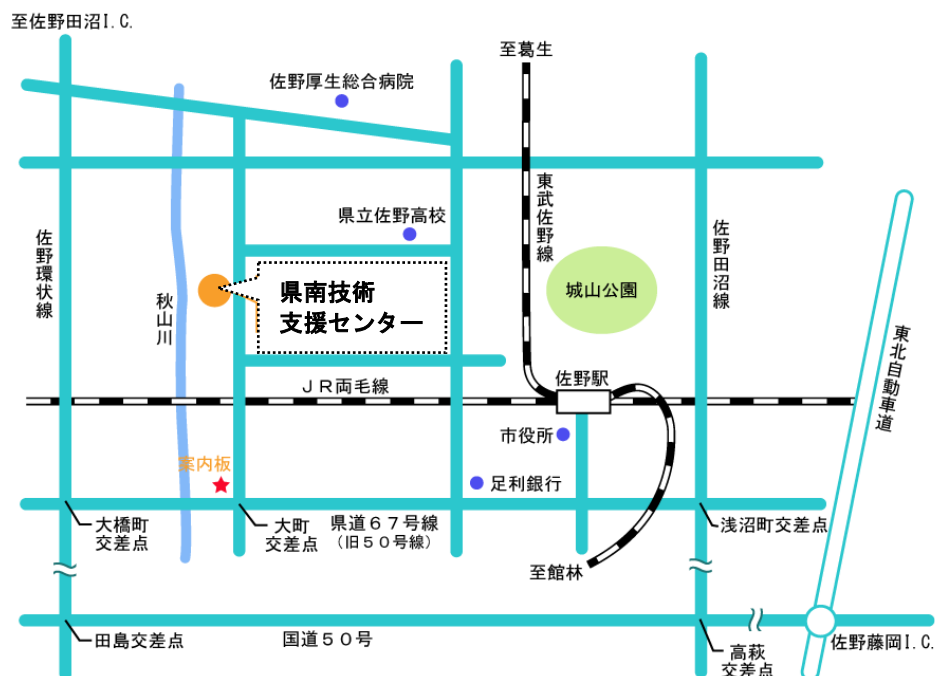 至佐野田沼I.C.
至葛生
佐野厚生総合病院
東武佐野線
県立佐野高校
佐野環状線
佐野田沼線
秋山川
県南技術
支援センター
城山公園
東北自動車道
佐野駅
ＪＲ両毛線
市役所
案内板
足利銀行
大橋町
交差点
大町
交差点
県道６７号線
（旧５０号線）
浅沼町交差点
至館林
田島交差点
国道５０号
高萩
交差点
佐野藤岡I.C.